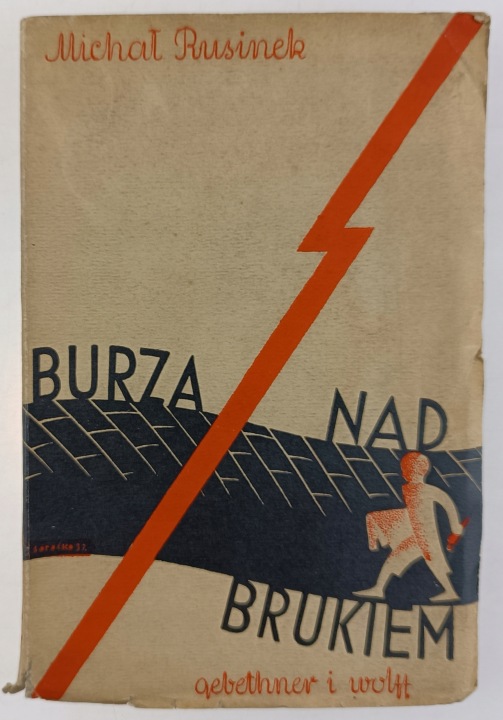 Michał Rusinek
BURZA
NAD
BRUKIEM
gebethner i wolff